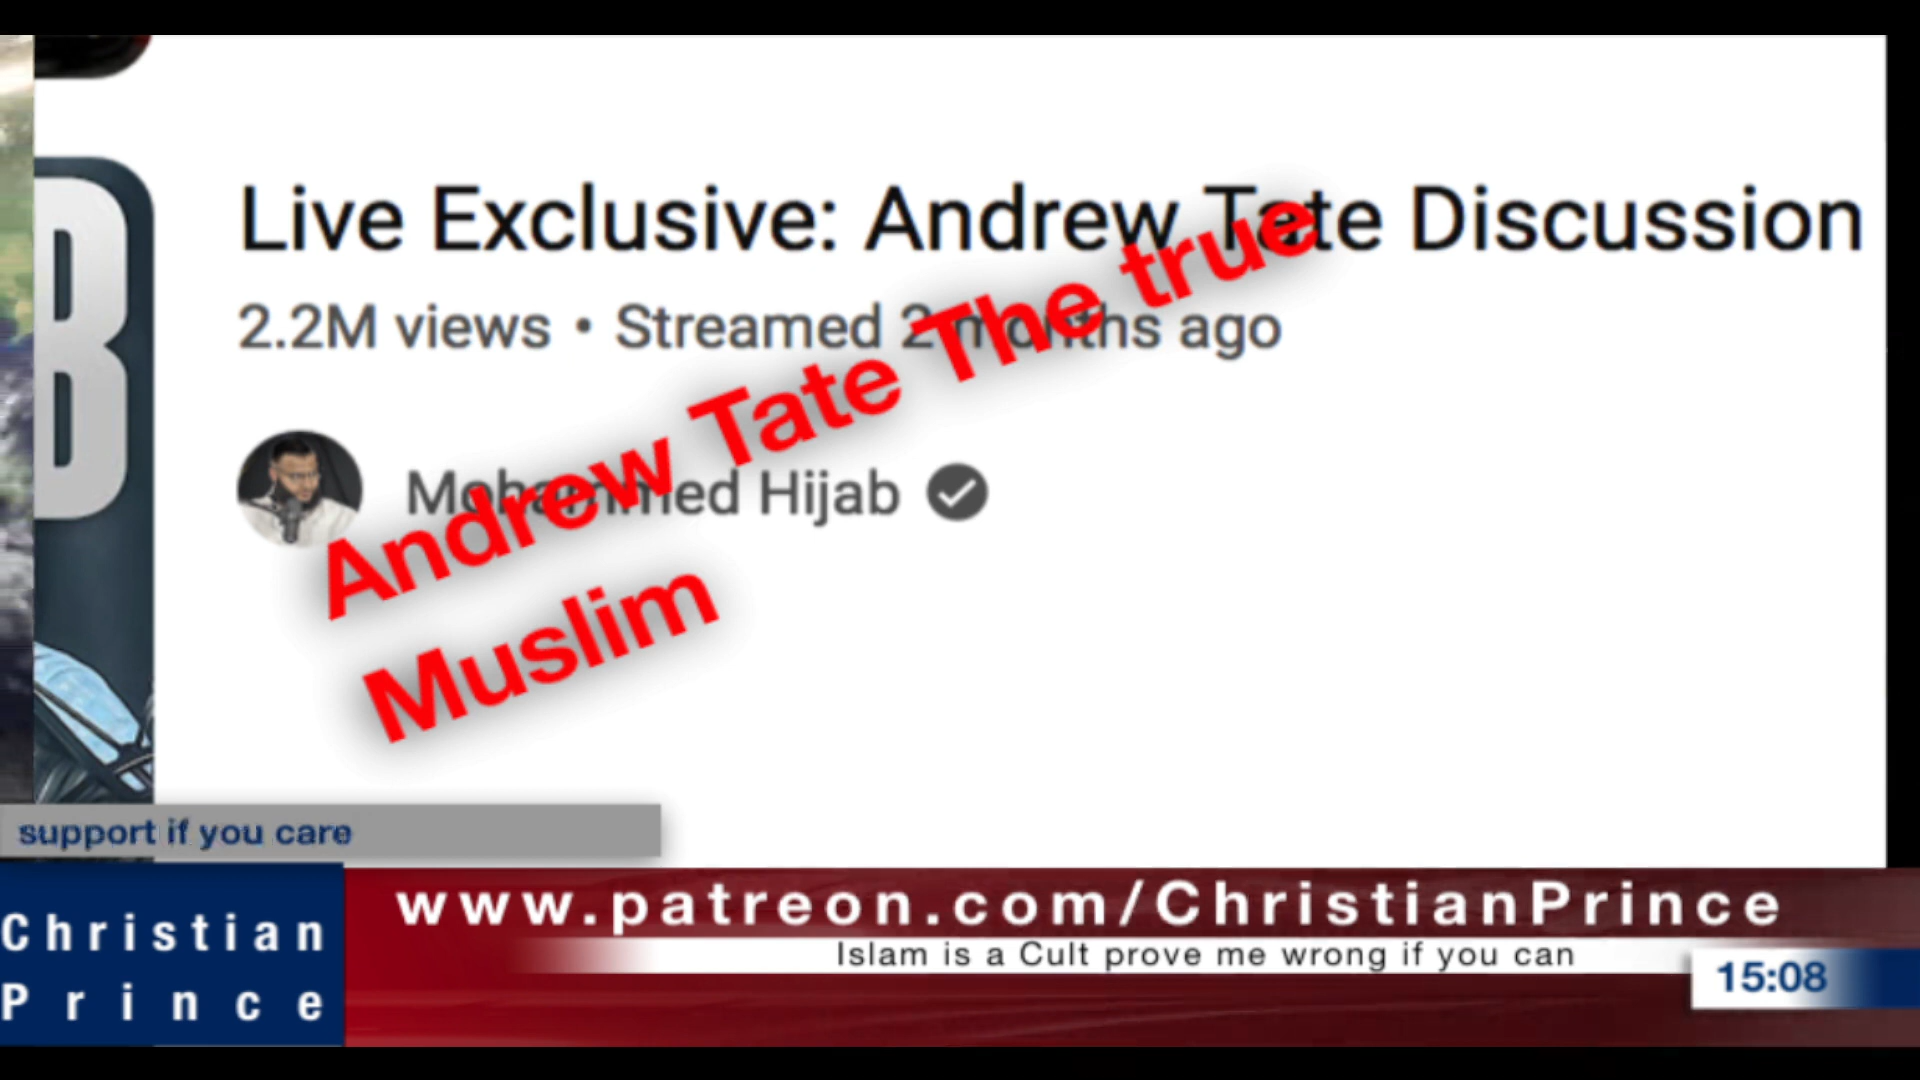 B
Live Exclusive: Andrew Tate Discussion
2.2M views • Streamed 2 months ago
Mohammed Hijab
Andrew Tate The true
Muslim
support if you care
Christian
Prince
www.patreon.com/ChristianPrince
Islam is a Cult prove me wrong if you can
15:08